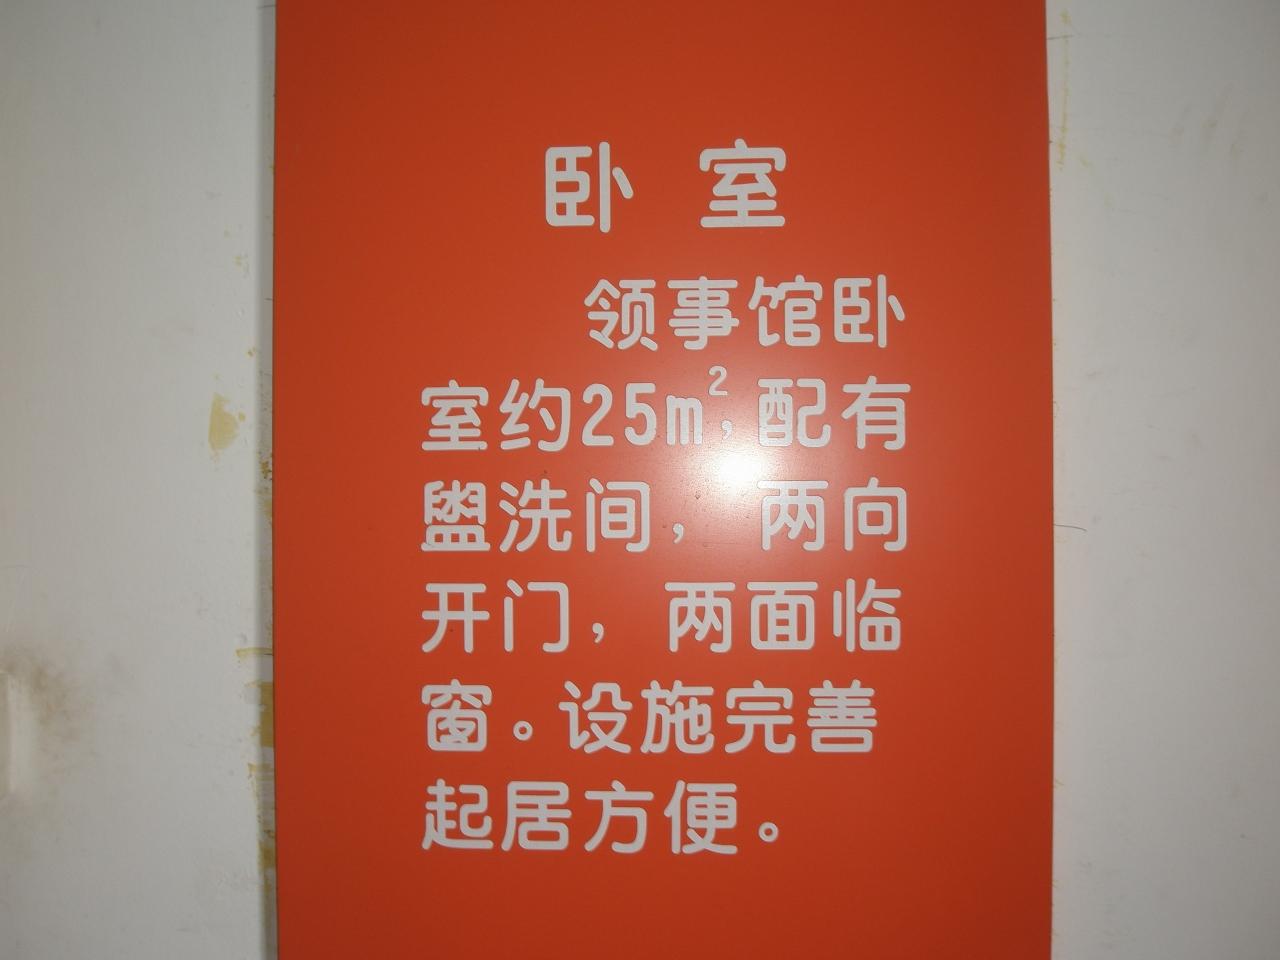 卧 室
领事馆卧
室约25m²,配有
盥洗间，两向
开门，两面临
窗。设施完善
起居方便。